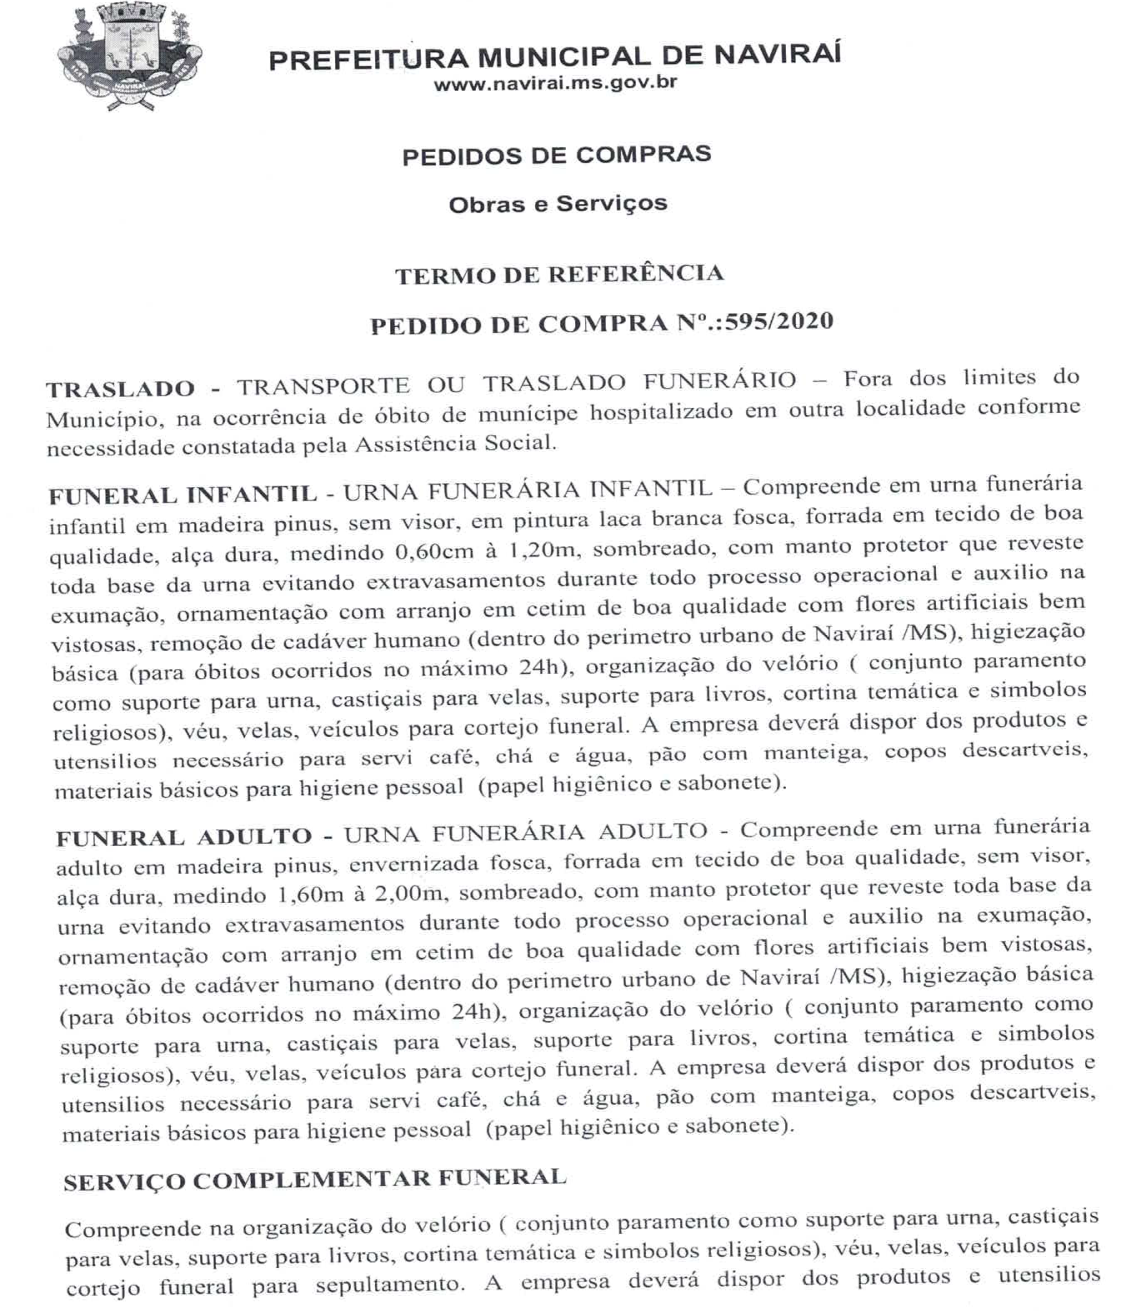 PREFEITURA MUNICIPAL DE NAVIRAÍ
www.navirai.ms.gov.br
PEDIDOS DE COMPRAS
Obras e Serviços
TERMO DE REFERÊNCIA
PEDIDO DE COMPRA Nº.:595/2020
TRASLADO - TRANSPORTE OU TRASLADO FUNERÁRIO – Fora dos limites do
Município, na ocorrência de óbito de munícipe hospitalizado em outra localidade conforme
necessidade constatada pela Assistência Social.
FUNERAL INFANTIL - URNA FUNERÁRIA INFANTIL – Compreende em urna funerária
infantil em madeira pinus, sem visor, em pintura laca branca fosca, forrada em tecido de boa
qualidade, alça dura, medindo 0,60cm à 1,20m, sombreado, com manto protetor que reveste
toda base da urna evitando extravasamentos durante todo processo operacional e auxilio na
exumação, ornamentação com arranjo em cetim de boa qualidade com flores artificiais bem
vistosas, remoção de cadáver humano (dentro do perimetro urbano de Naviraí /MS), higiezação
básica (para óbitos ocorridos no máximo 24h), organização do velório ( conjunto paramento
como suporte para urna, castiçais para velas, suporte para livros, cortina temática e simbolos
religiosos), véu, velas, veículos para cortejo funeral. A empresa deverá dispor dos produtos e
utensilios necessário para servi café, chá e água, pão com manteiga, copos descartveis,
materiais básicos para higiene pessoal (papel higiênico e sabonete).
FUNERAL ADULTO - URNA FUNERÁRIA ADULTO - Compreende em urna funerária
adulto em madeira pinus, envernizada fosca, forrada em tecido de boa qualidade, sem visor,
alça dura, medindo 1,60m à 2,00m, sombreado, com manto protetor que reveste toda base da
urna evitando extravasamentos durante todo processo operacional e auxilio na exumação,
ornamentação com arranjo em cetim de boa qualidade com flores artificiais bem vistosas,
remoção de cadáver humano (dentro do perimetro urbano de Naviraí /MS), higiezação básica
(para óbitos ocorridos no máximo 24h), organização do velório ( conjunto paramento como
suporte para urna, castiçais para velas, suporte para livros, cortina temática e simbolos
religiosos), véu, velas, veículos para cortejo funeral. A empresa deverá dispor dos produtos e
utensilios necessário para servi café, chá e água, pão com manteiga, copos descartveis,
materiais básicos para higiene pessoal (papel higiênico e sabonete).
SERVIÇO COMPLEMENTAR FUNERAL
Compreende na organização do velório ( conjunto paramento como suporte para urna, castiçais
para velas, suporte para livros, cortina temática e simbolos religiosos), véu, velas, veículos para
cortejo funeral para sepultamento. A empresa deverá dispor dos produtos e utensilios